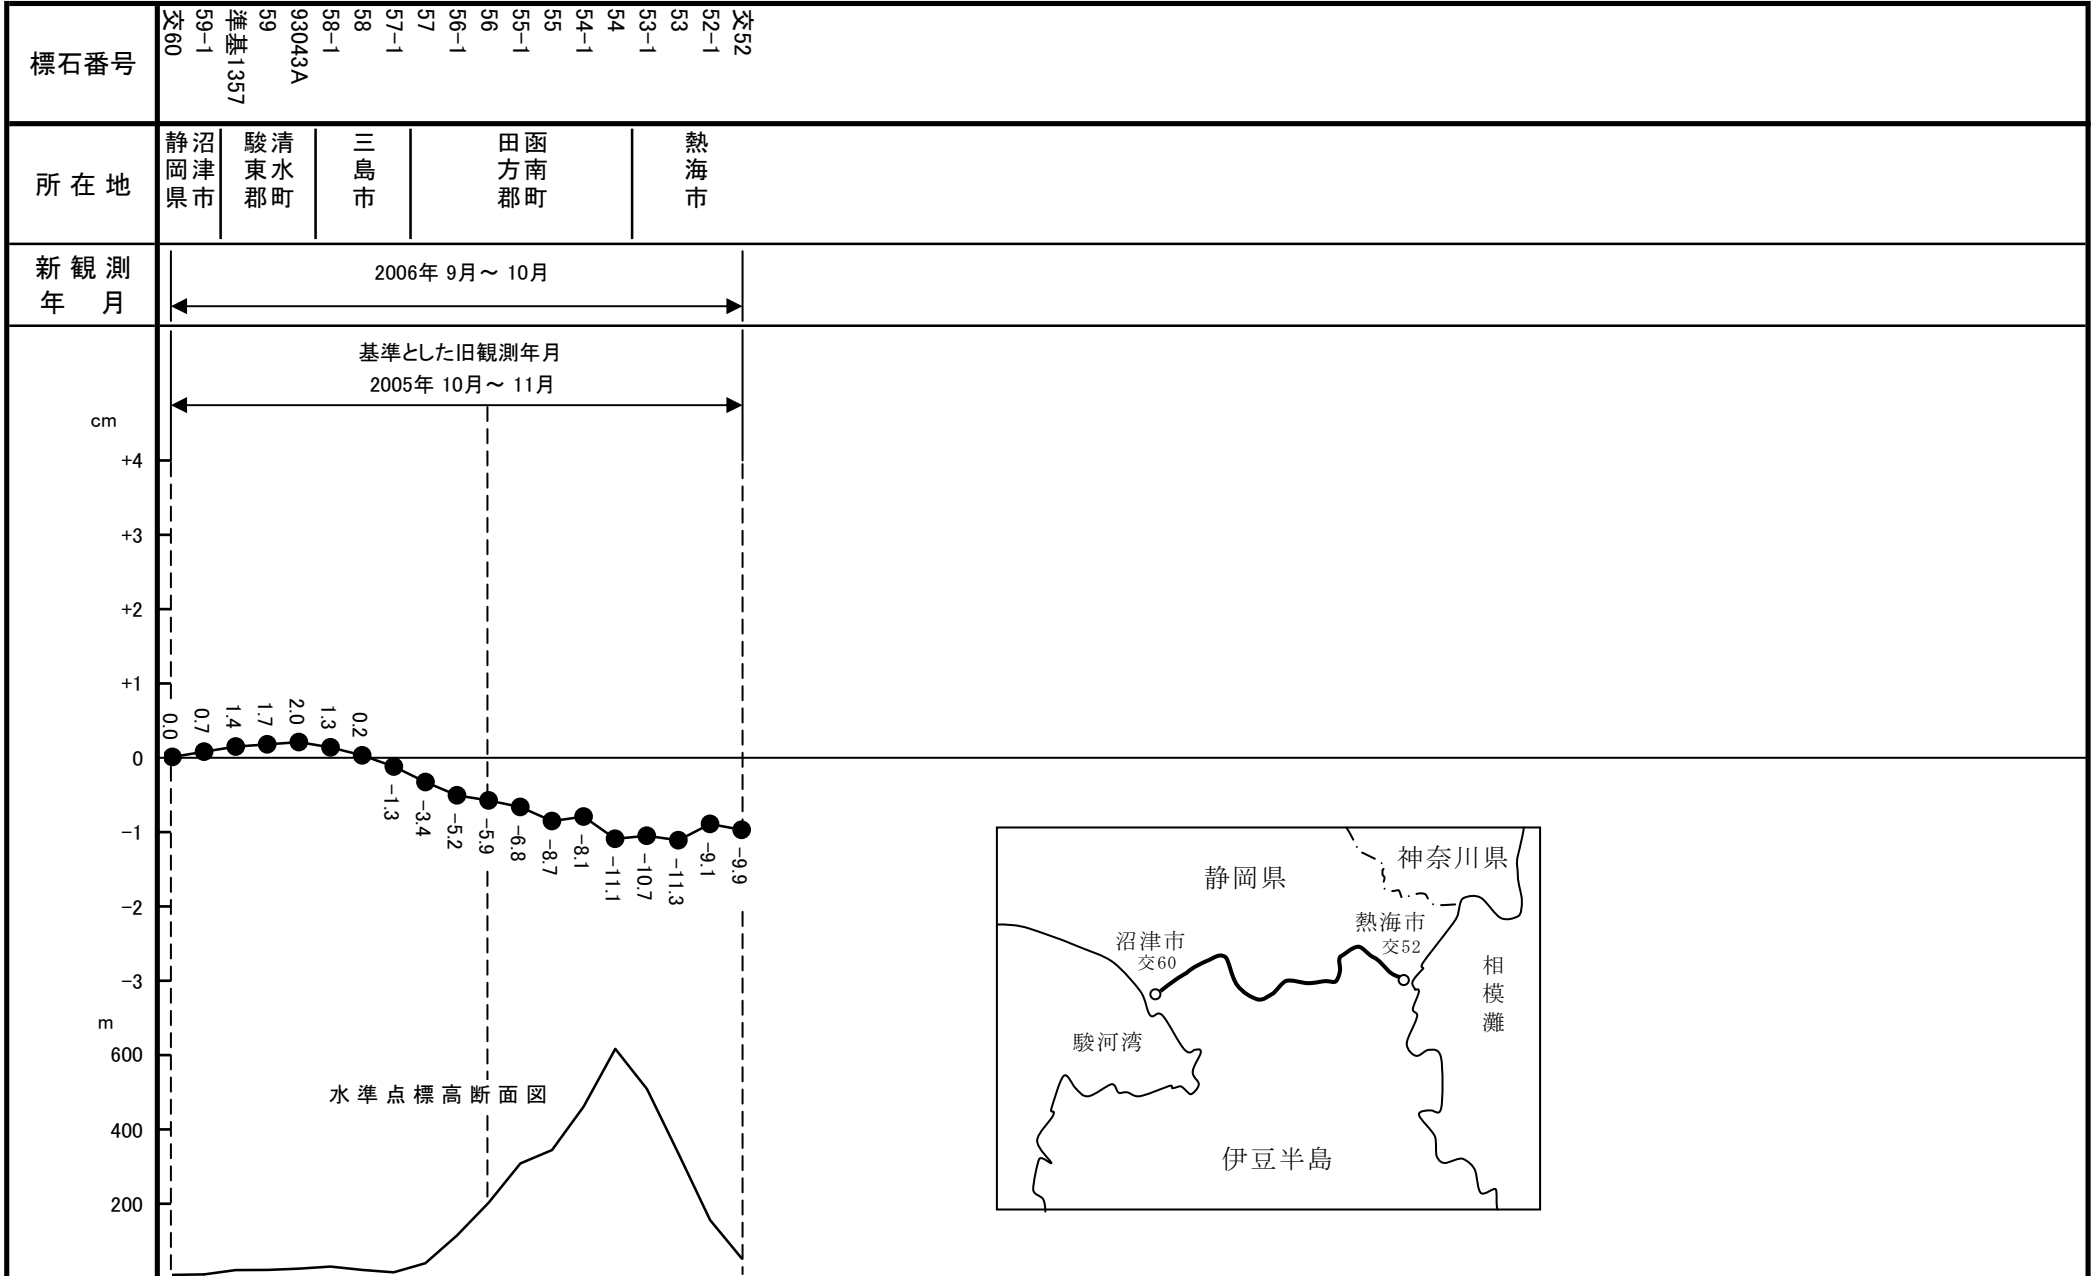 標石番号
交60
59-1
準基1357
59
93043A
58-1
58
57-1
57
56-1
56
55-1
55
54-1
54
53-1
53
52-1
交52
所在地
静岡県
沼津市
駿東郡
清水町
三島市
田方郡
函南町
熱海市
新観測
年 月
2006年 9月～ 10月
基準とした旧観測年月
2005年 10月～ 11月
cm
+4
+3
+2
+1
0
-1
-2
-3
0.0
0.7
1.4
1.7
2.0
1.3
0.2
-1.3
-3.4
-5.2
-5.9
-6.8
-8.7
-8.1
-11.1
-10.7
-11.3
-9.1
-9.9
m
600
400
200
水準点標高断面図
静岡県
神奈川県
沼津市
交60
熱海市
交52
相模灘
駿河湾
伊豆半島